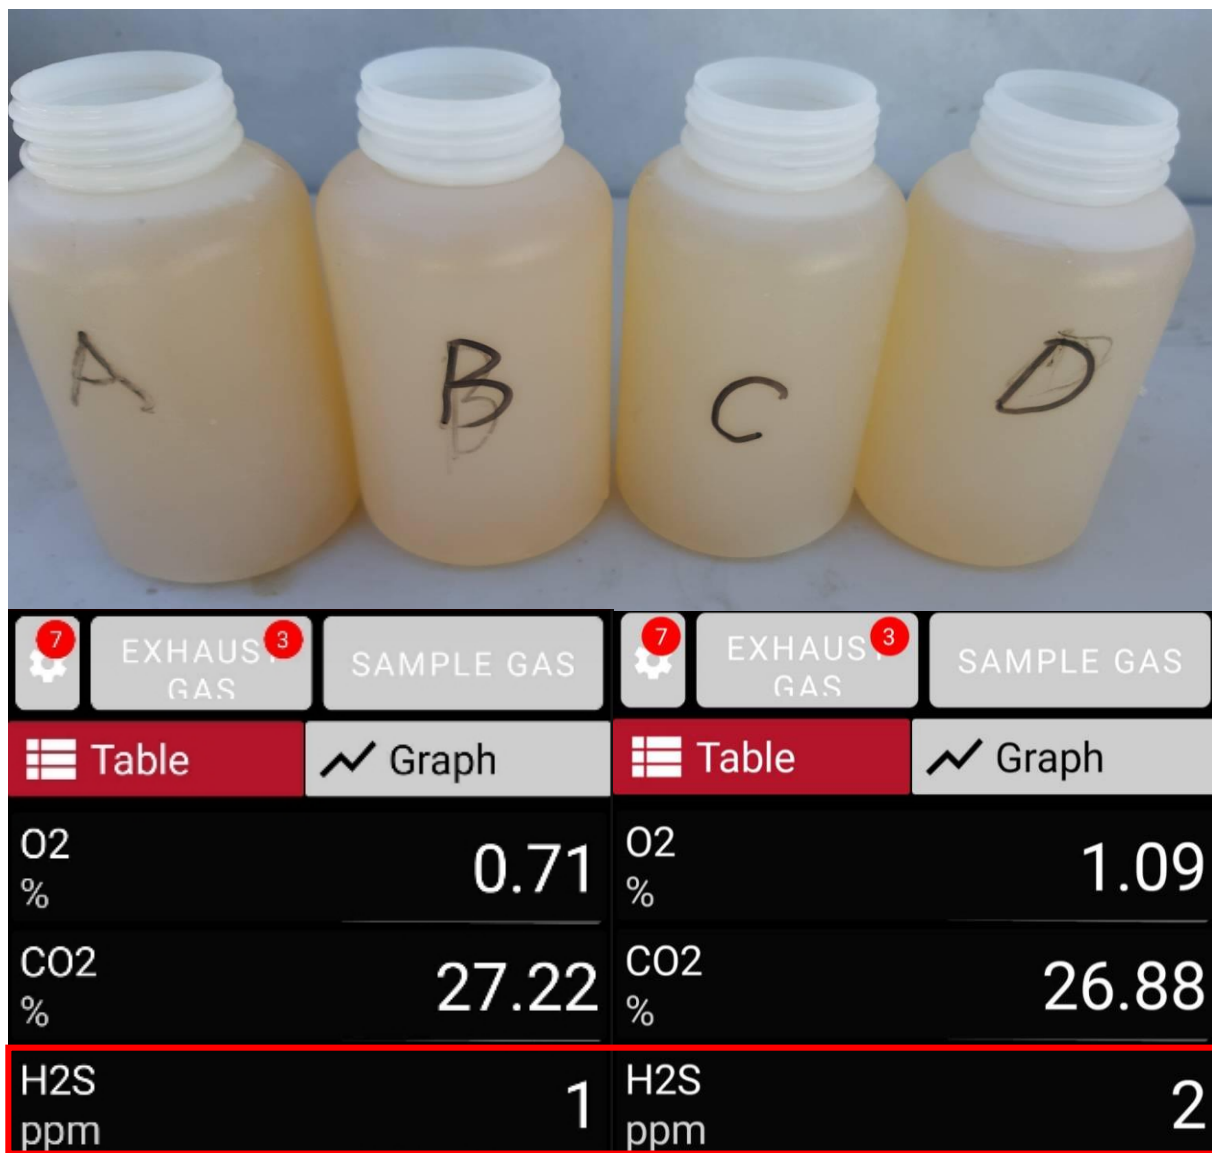 A B C D
7 EXHAUST GAS 3 SAMPLE GAS
Table Graph
O2 % 0.71
CO2 % 27.22
H2S ppm 1
7 EXHAUST GAS 3 SAMPLE GAS
Table Graph
O2 % 1.09
CO2 % 26.88
H2S ppm 2